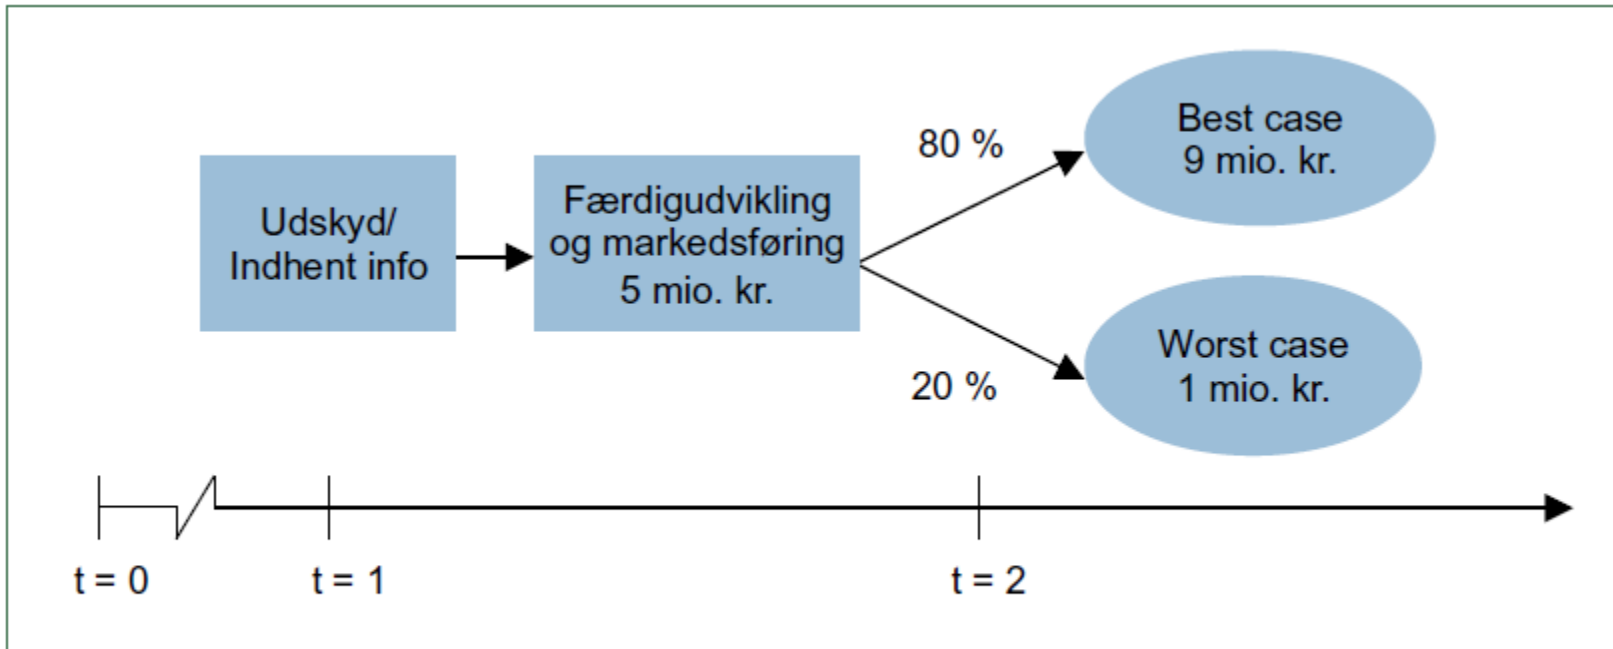 Udskyd/
Indhent info
Færdigudvikling
og markedsføring
5 mio. kr.
80 %
20 %
Best case
9 mio. kr.
Worst case
1 mio. kr.
t = 0
t = 1
t = 2